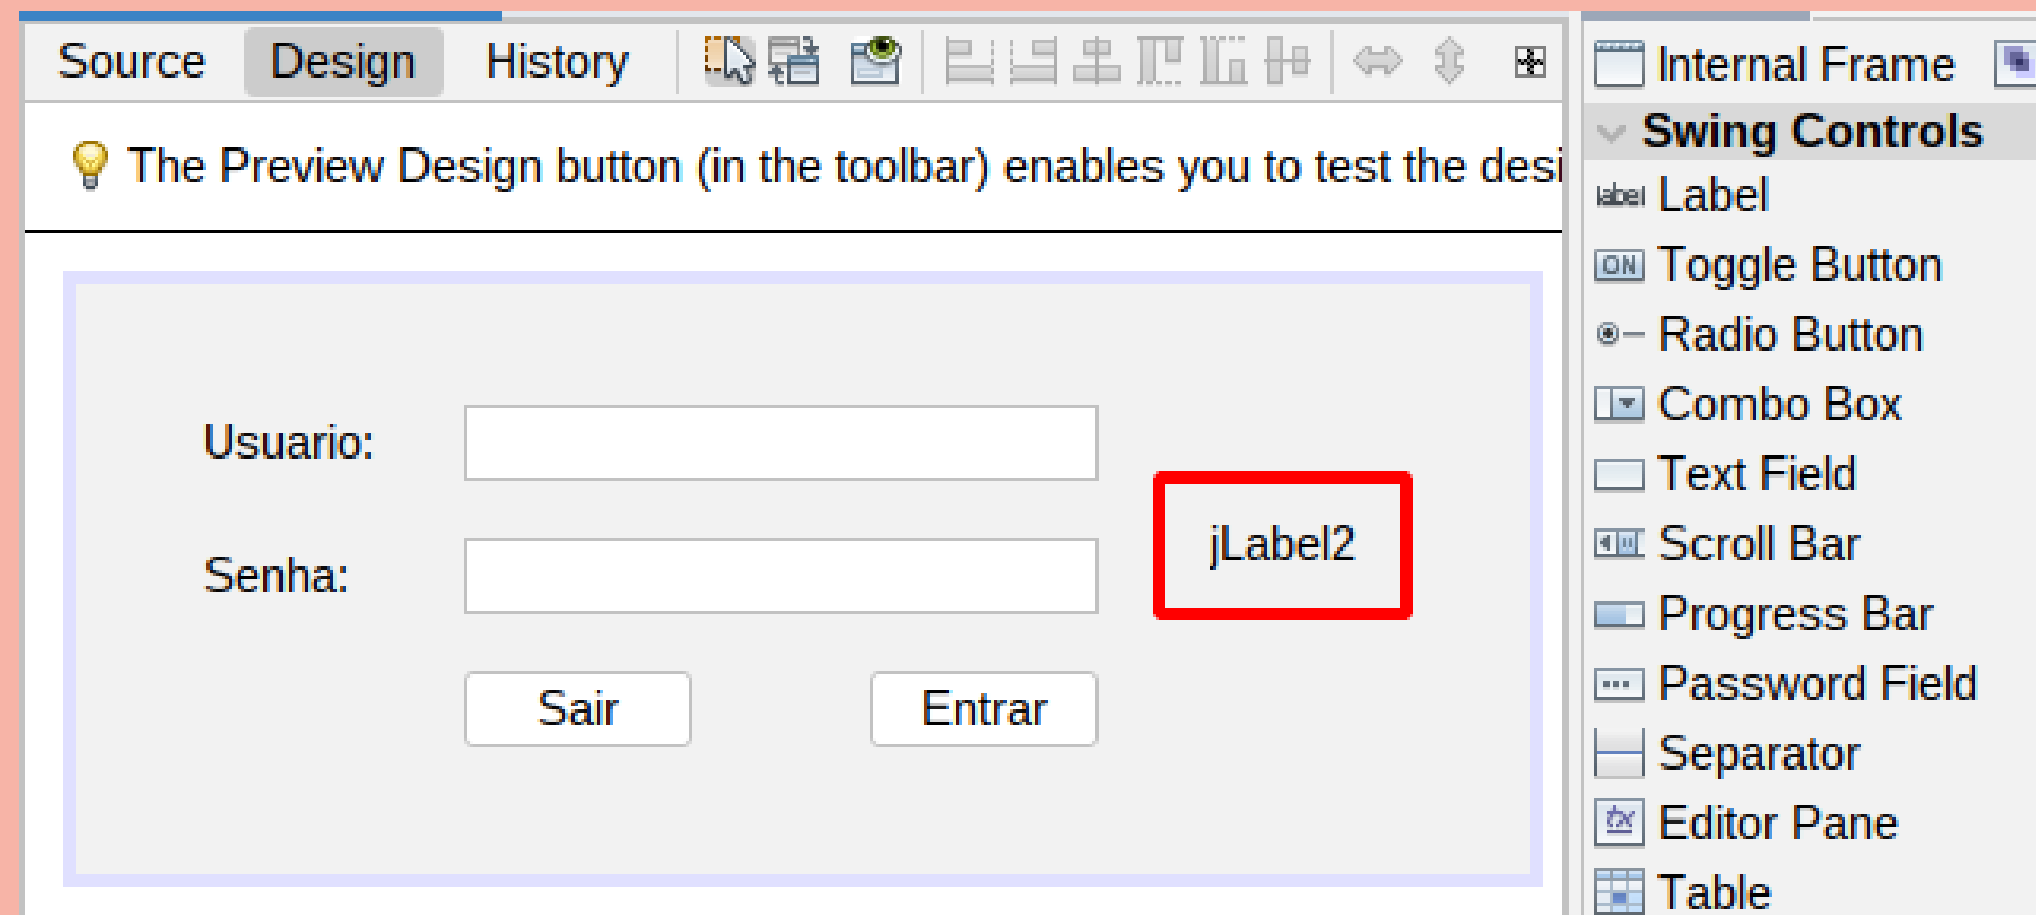 Source Design History
The Preview Design button (in the toolbar) enables you to test the desi
Usuario:
Senha:
jLabel2
Sair Entrar
Internal Frame
Swing Controls
label Label
ON Toggle Button
Radio Button
Combo Box
Text Field
Scroll Bar
Progress Bar
Password Field
Separator
tx Editor Pane
Table